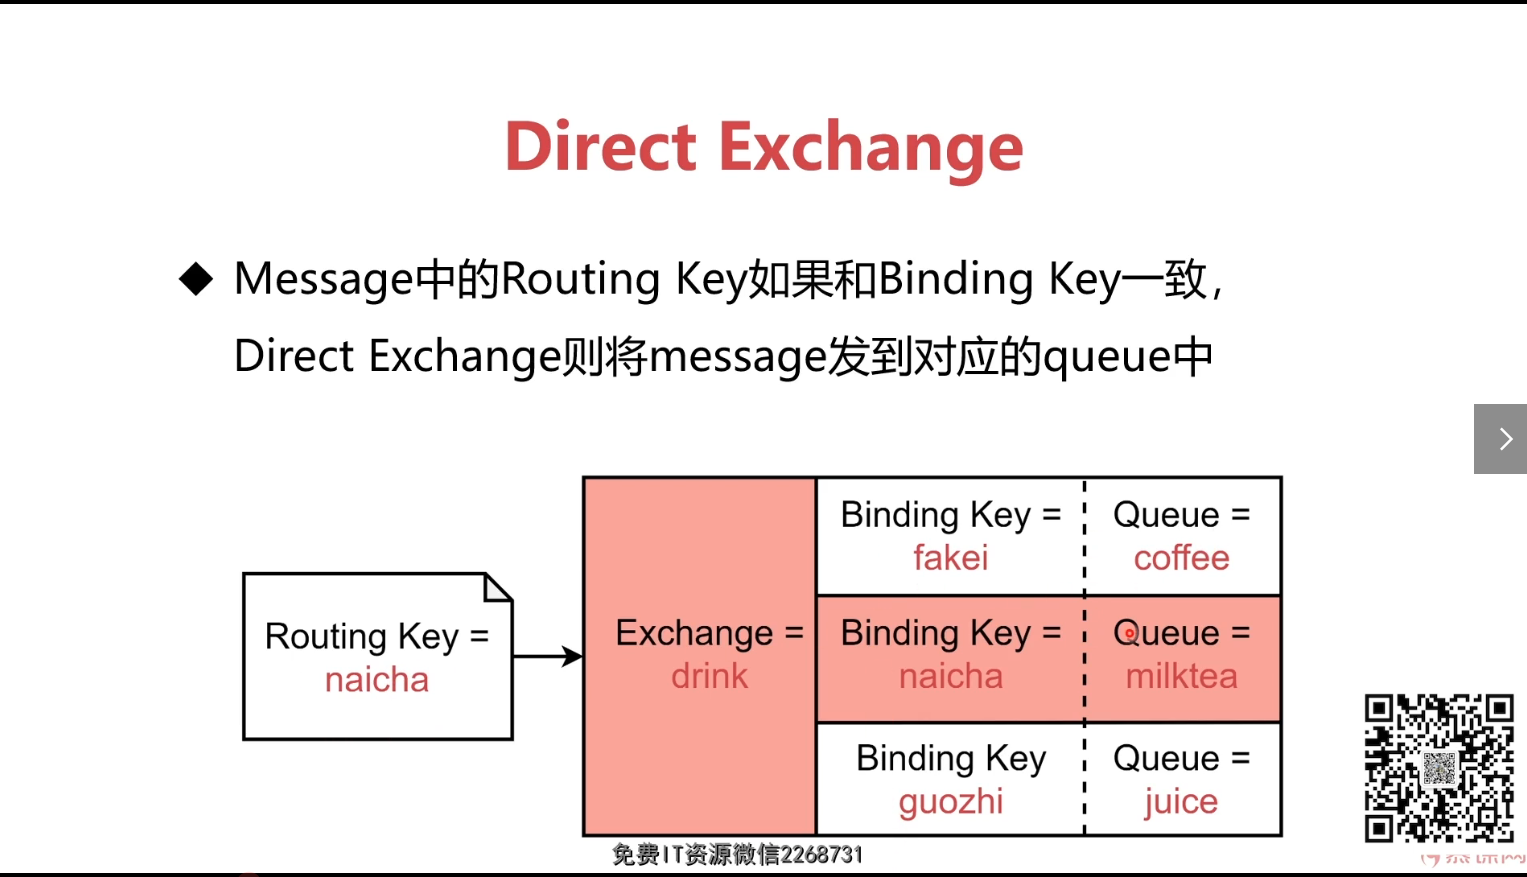 Direct Exchange
◆ Message中的Routing Key如果和Binding Key一致,
Direct Exchange则将message发到对应的queue中
Routing Key =
naicha
Exchange =
drink
Binding Key =
fakei
Queue =
coffee
Binding Key =
naicha
Queue =
milktea
Binding Key
guozhi
Queue =
juice
免费IT资源微信2268731